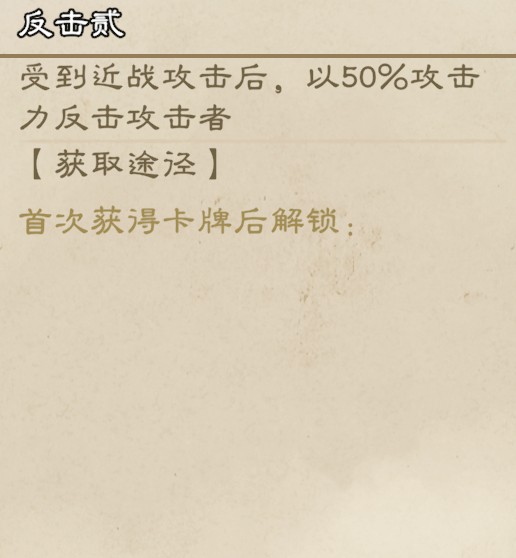 反击贰
受到近战攻击后，以50%攻击
力反击攻击者
【获取途径】
首次获得卡牌后解锁：